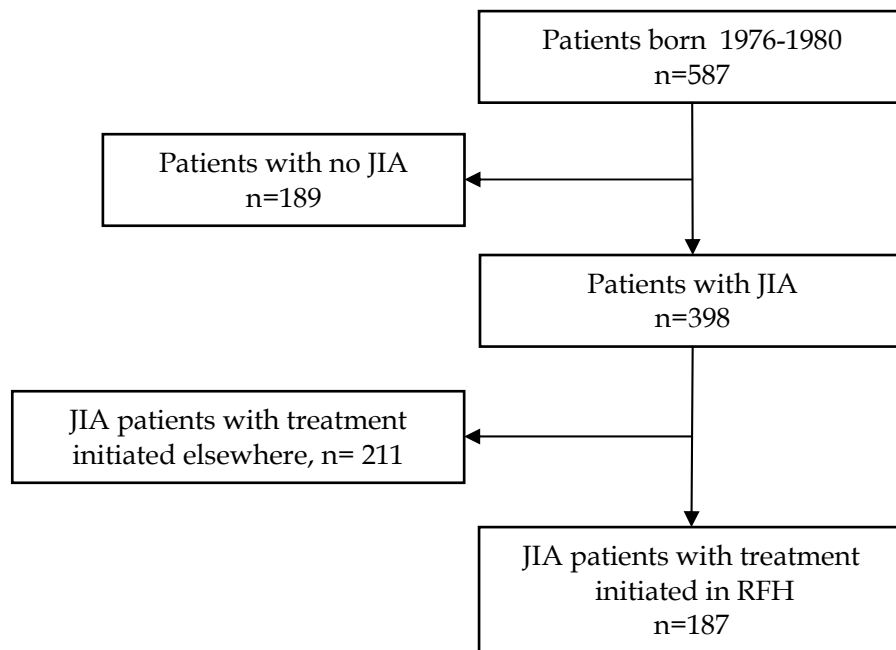 Patients born 1976-1980
n=587
Patients with no JIA
n=189
Patients with JIA
n=398
JIA patients with treatment
initiated elsewhere, n= 211
JIA patients with treatment
initiated in RFH
n=187